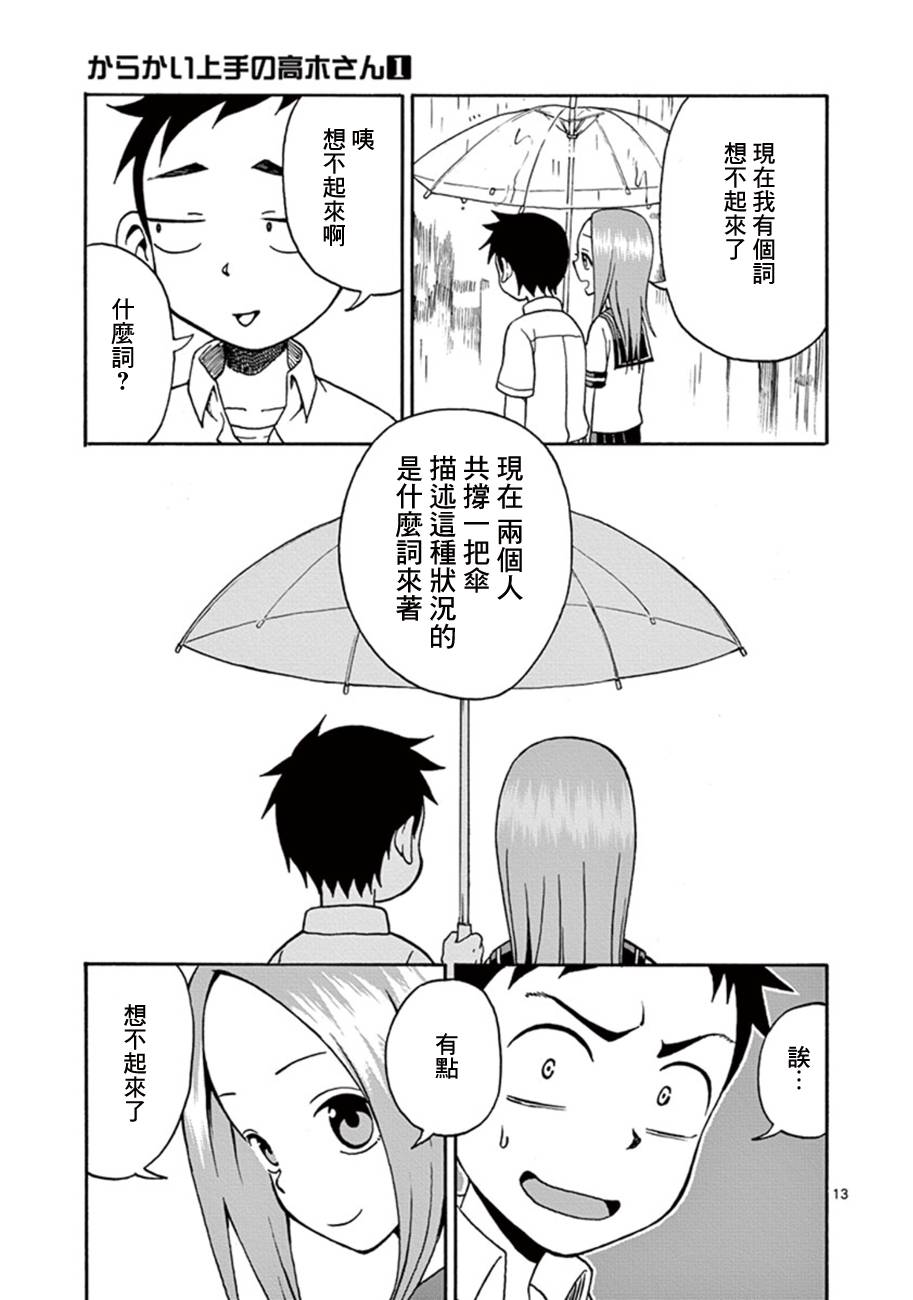 からかい上手の高木さん1
現在我有個詞
想不起來了
咦
想不起來啊
什麼詞？
現在 兩個人
共撐一把傘
描述這種狀況的
是什麼詞來著
誒…
有點
想不起來了
13